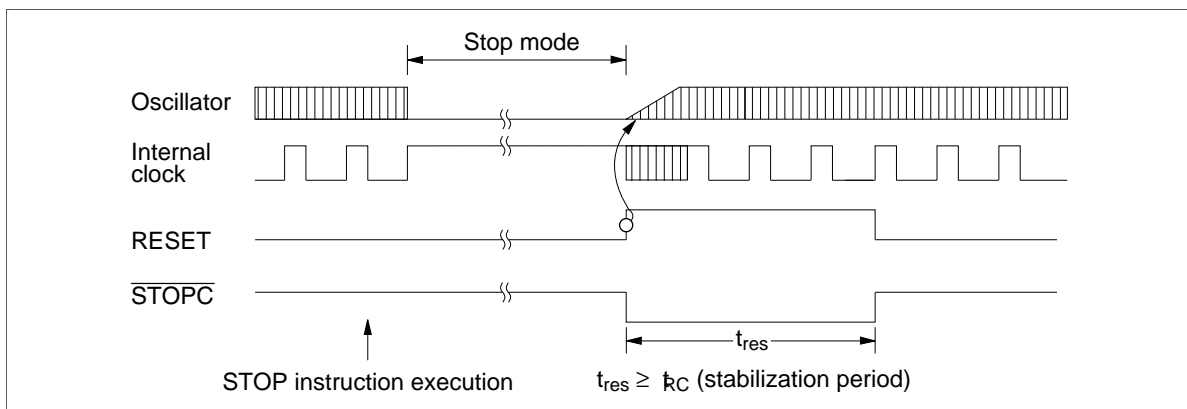 Stop mode
Oscillator
Internal
clock
RESET
STOPC
tres
STOP instruction execution
tres ≥ tRC (stabilization period)